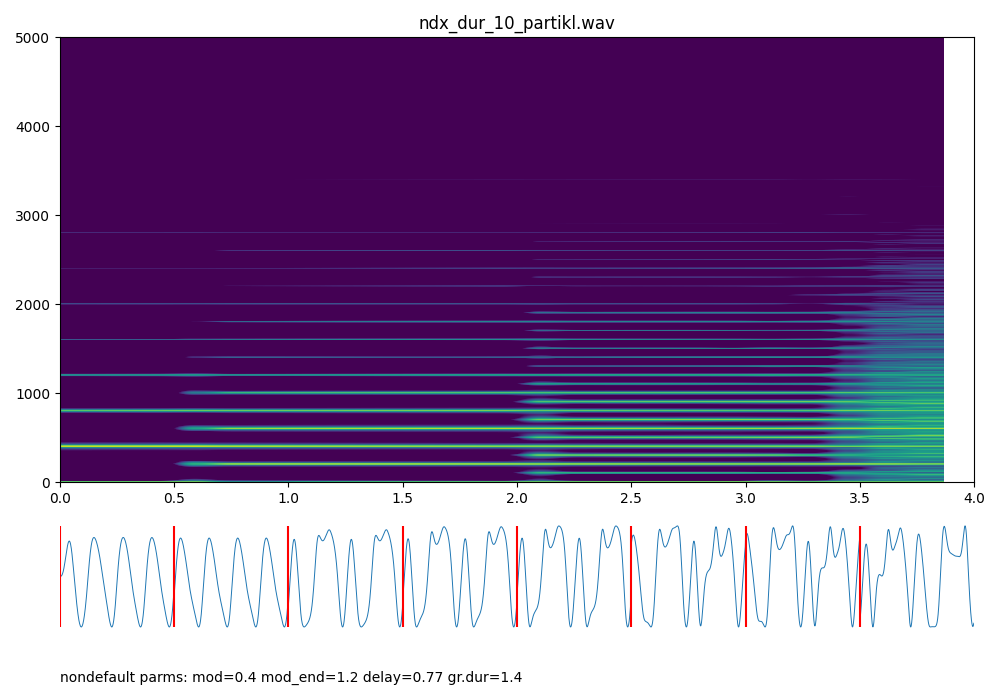 ndx_dur_10_partikl.wav
5000
4000
3000
2000
1000
0
0.0 0.5 1.0 1.5 2.0 2.5 3.0 3.5 4.0
nondefault parms: mod=0.4 mod_end=1.2 delay=0.77 gr.dur=1.4